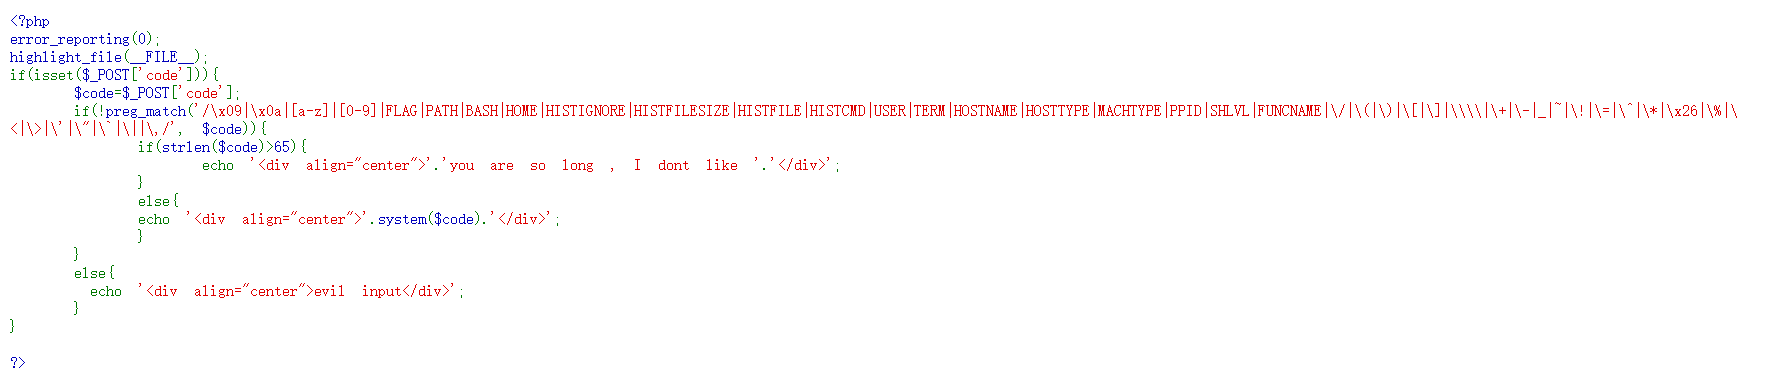 <?php
error_reporting(0);
highlight_file(__FILE__);
if(isset($_POST['code'])){
        $code=$_POST['code'];
        if(!preg_match('/\x09|\x0a|[a-z]|[0-9]|FLAG|PATH|BASH|HOME|HISTIGNORE|HISTFILESIZE|HISTFILE|HISTCMD|USER|TERM|HOSTNAME|HOSTTYPE|MACHTYPE|PPID|SHLVL|FUNCNAME|\/|\(|\)|\[|\]|\\\\|\+|\-|_|~|\!|\=|\^|\*|\x26|\%|\
<|\>|\'|\"|\`|\||\,/', $code)){
                if(strlen($code)>65){
                        echo '<div align="center">'.'you are so long , I dont like '.'</div>';
                }
                else{
                echo '<div align="center">'.system($code).'</div>';
                }
        }
        else{
          echo '<div align="center">evil input</div>';
        }
}
?>